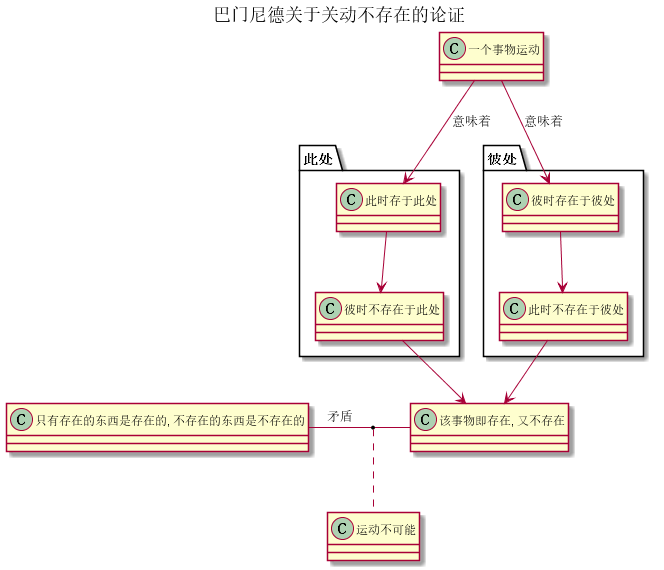 巴门尼德关于关动不存在的论证
C 一个事物运动
意味着
意味着
此处
彼处
C 此时存于此处
C 彼时存在于彼处
C 彼时不存在于此处
C 此时不存在于彼处
C 只有存在的东西是存在的, 不存在的东西是不存在的
矛盾
C 该事物即存在, 又不存在
C 运动不可能